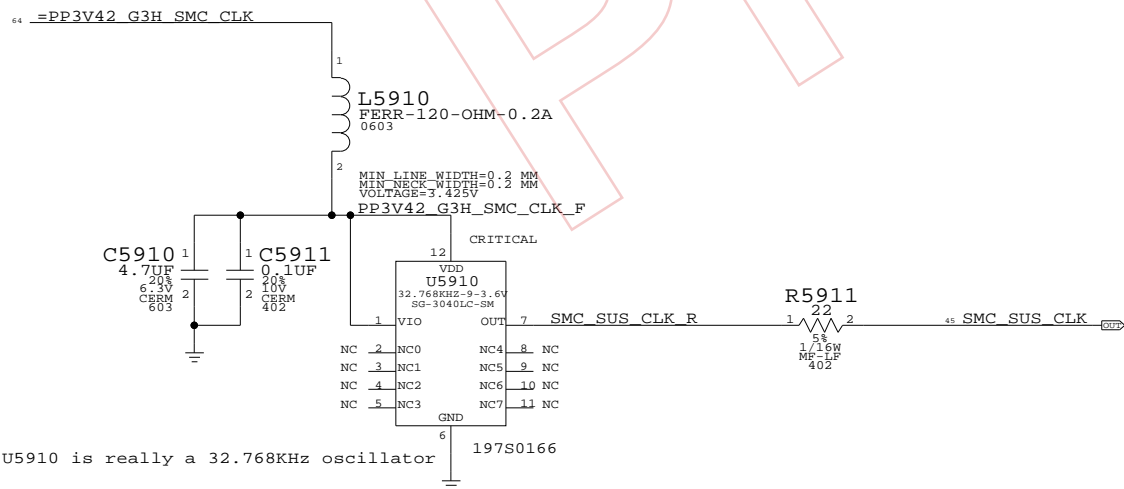 64 =PP3V42_G3H_SMC_CLK
1
L5910
FERR-120-OHM-0.2A
0603
2
MIN_LINE_WIDTH=0.2 MM
MIN_NECK_WIDTH=0.2 MM
VOLTAGE=3.425V
PP3V42_G3H_SMC_CLK_F
CRITICAL
C5910 1
4.7UF
20%
6.3V
CERM 2
603
1 C5911
0.1UF
20%
10V
2 CERM
402
12
VDD
U5910
32.768KHZ-9-3.6V
SG-3040LC-SM
1 VIO OUT 7 SMC_SUS_CLK_R
R5911
22
1 2
5%
1/16W
MF-LF
402
45 SMC_SUS_CLK OUT
NC 2 NC0 NC4 8 NC
NC 3 NC1 NC5 9 NC
NC 4 NC2 NC6 10 NC
NC 5 NC3 NC7 11 NC
GND
6
197S0166
U5910 is really a 32.768KHz oscillator